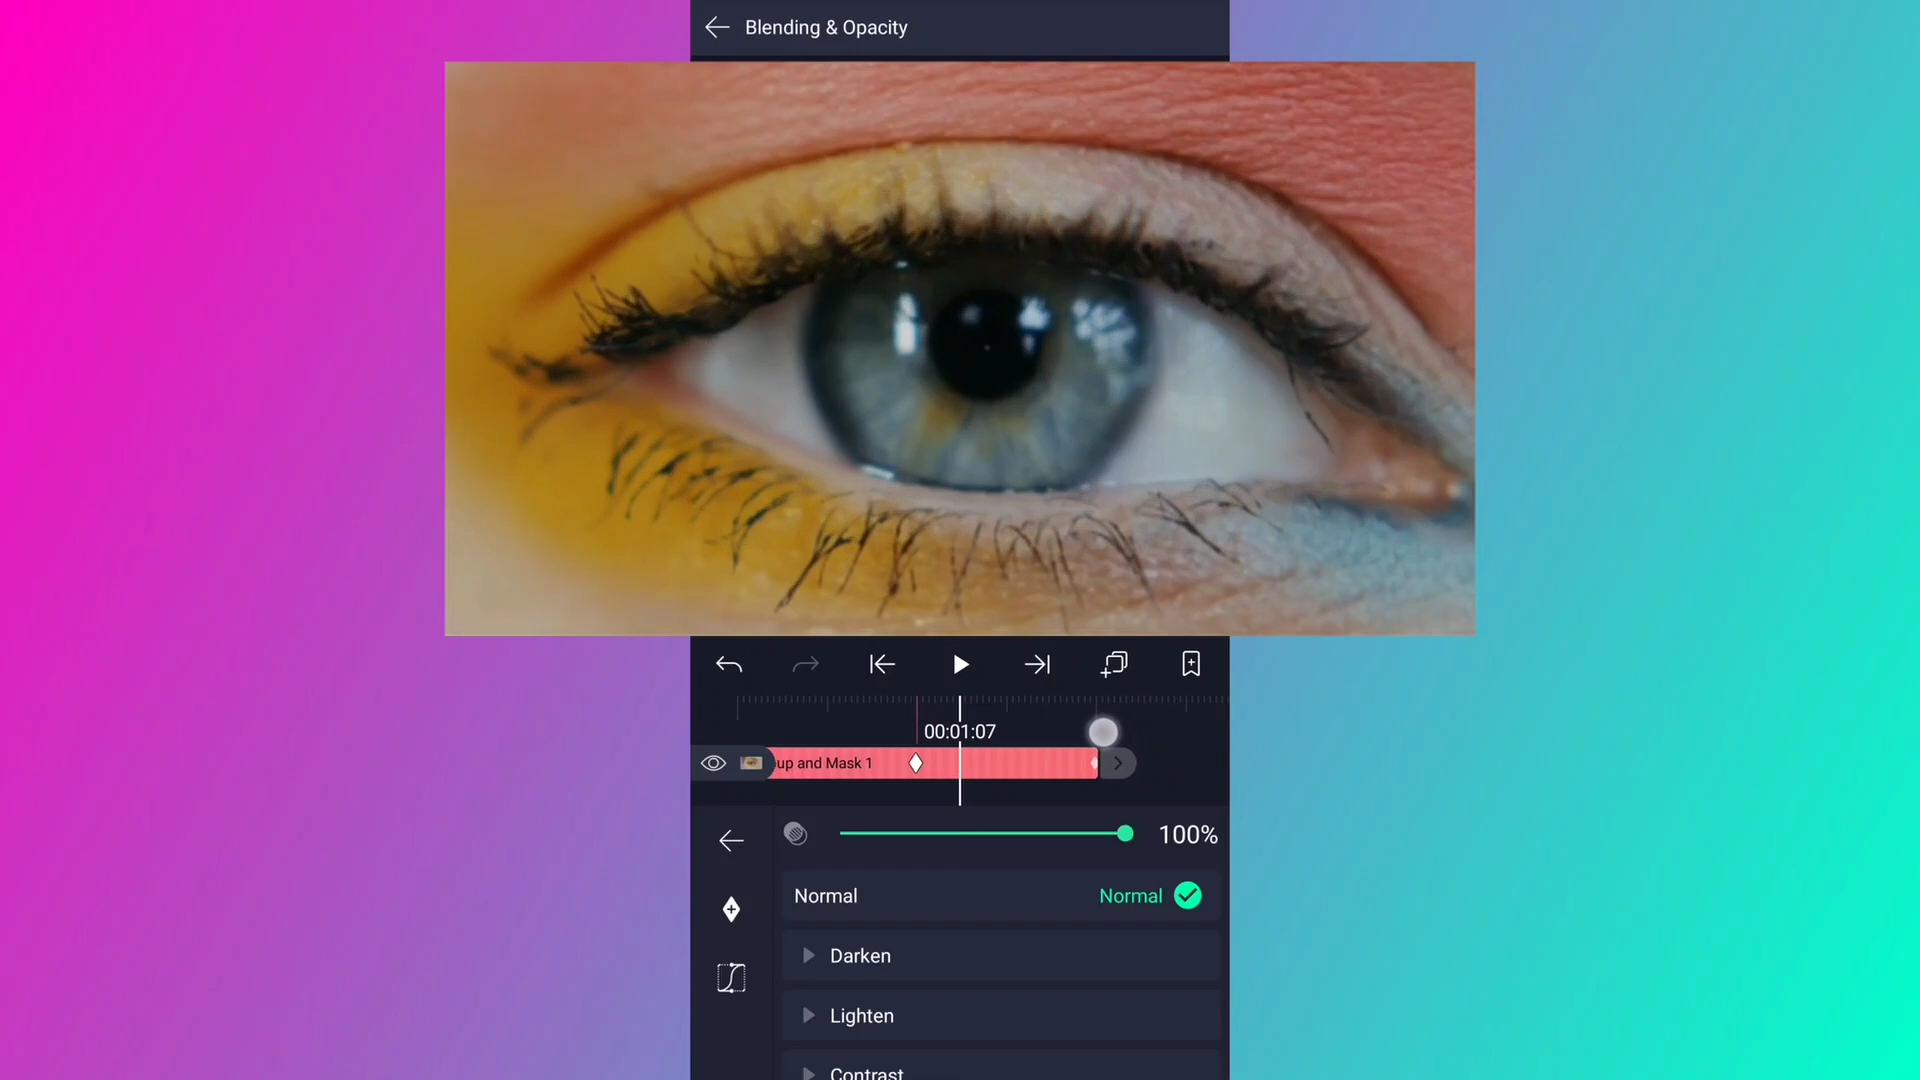 Blending & Opacity
00:01:07
up and Mask 1
100%
Normal Normal
Darken
Lighten
Contrast